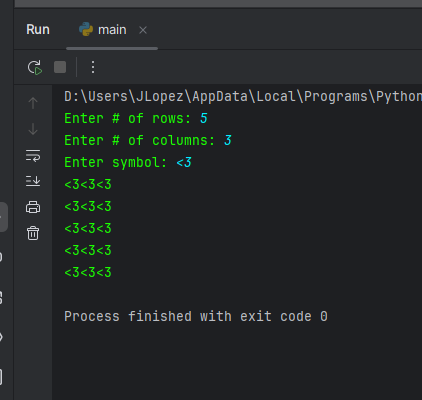 Run
main
D:\Users\JLopez\AppData\Local\Programs\Python
Enter # of rows: 5
Enter # of columns: 3
Enter symbol: <3
<3<3<3
<3<3<3
<3<3<3
<3<3<3
<3<3<3
Process finished with exit code 0